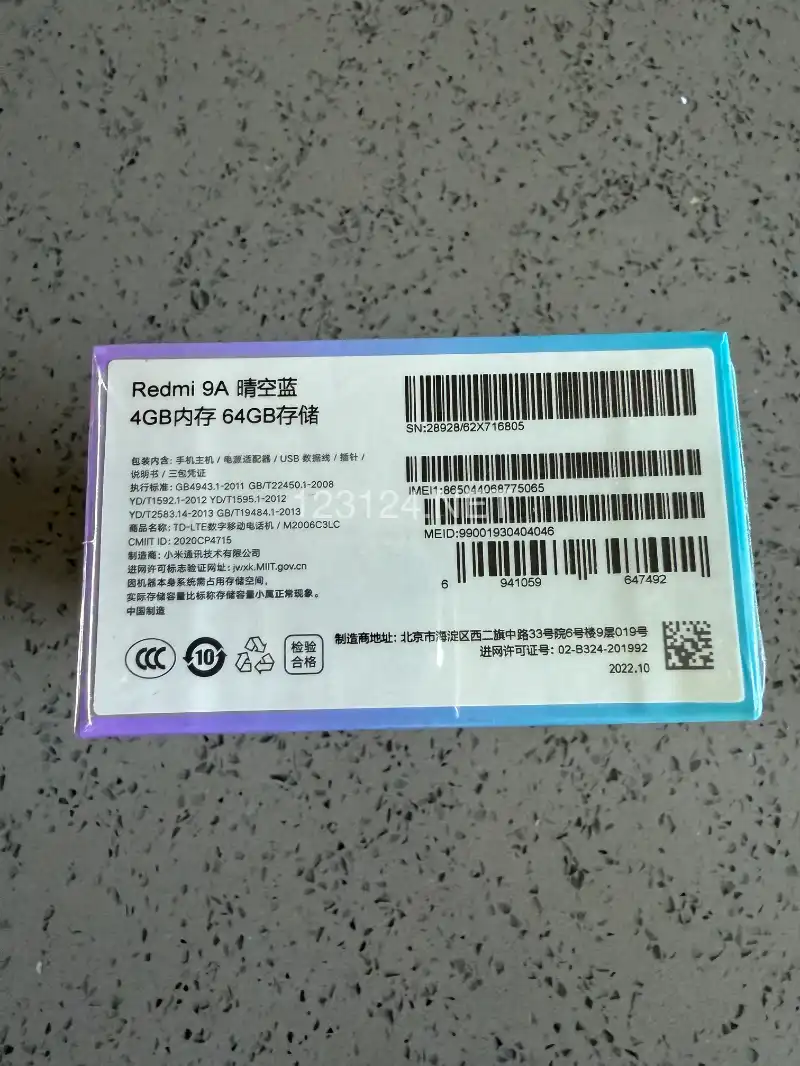 Redmi 9A 晴空蓝
4GB内存 64GB存储
包装内含: 手机主机 / 电源适配器 / USB 数据线 / 插针 /
说明书 / 三包凭证
执行标准: GB4943.1-2011 GB/T22450.1-2008
YD/T1592.1-2012 YD/T1595.1-2012
YD/T2583.14-2013 GB/T19484.1-2013
商品名称: TD-LTE数字移动电话机 / M2006C3LC
CMIIT ID: 2020CP4715
制造商: 小米通讯技术有限公司
进网许可标志验证网址: jwxk.MIIT.gov.cn
因机器本身系统需占用存储空间,
实际存储容量比标称存储容量小属正常现象。
中国制造
SN:28928/62X716805
IMEI1:865044068775065
MEID:99001930404046
6 941059 647492
CCC
10
检验
合格
制造商地址: 北京市海淀区西二旗中路33号院6号楼9层019号
进网许可证号: 02-B324-201992
2022.10
123124.NET